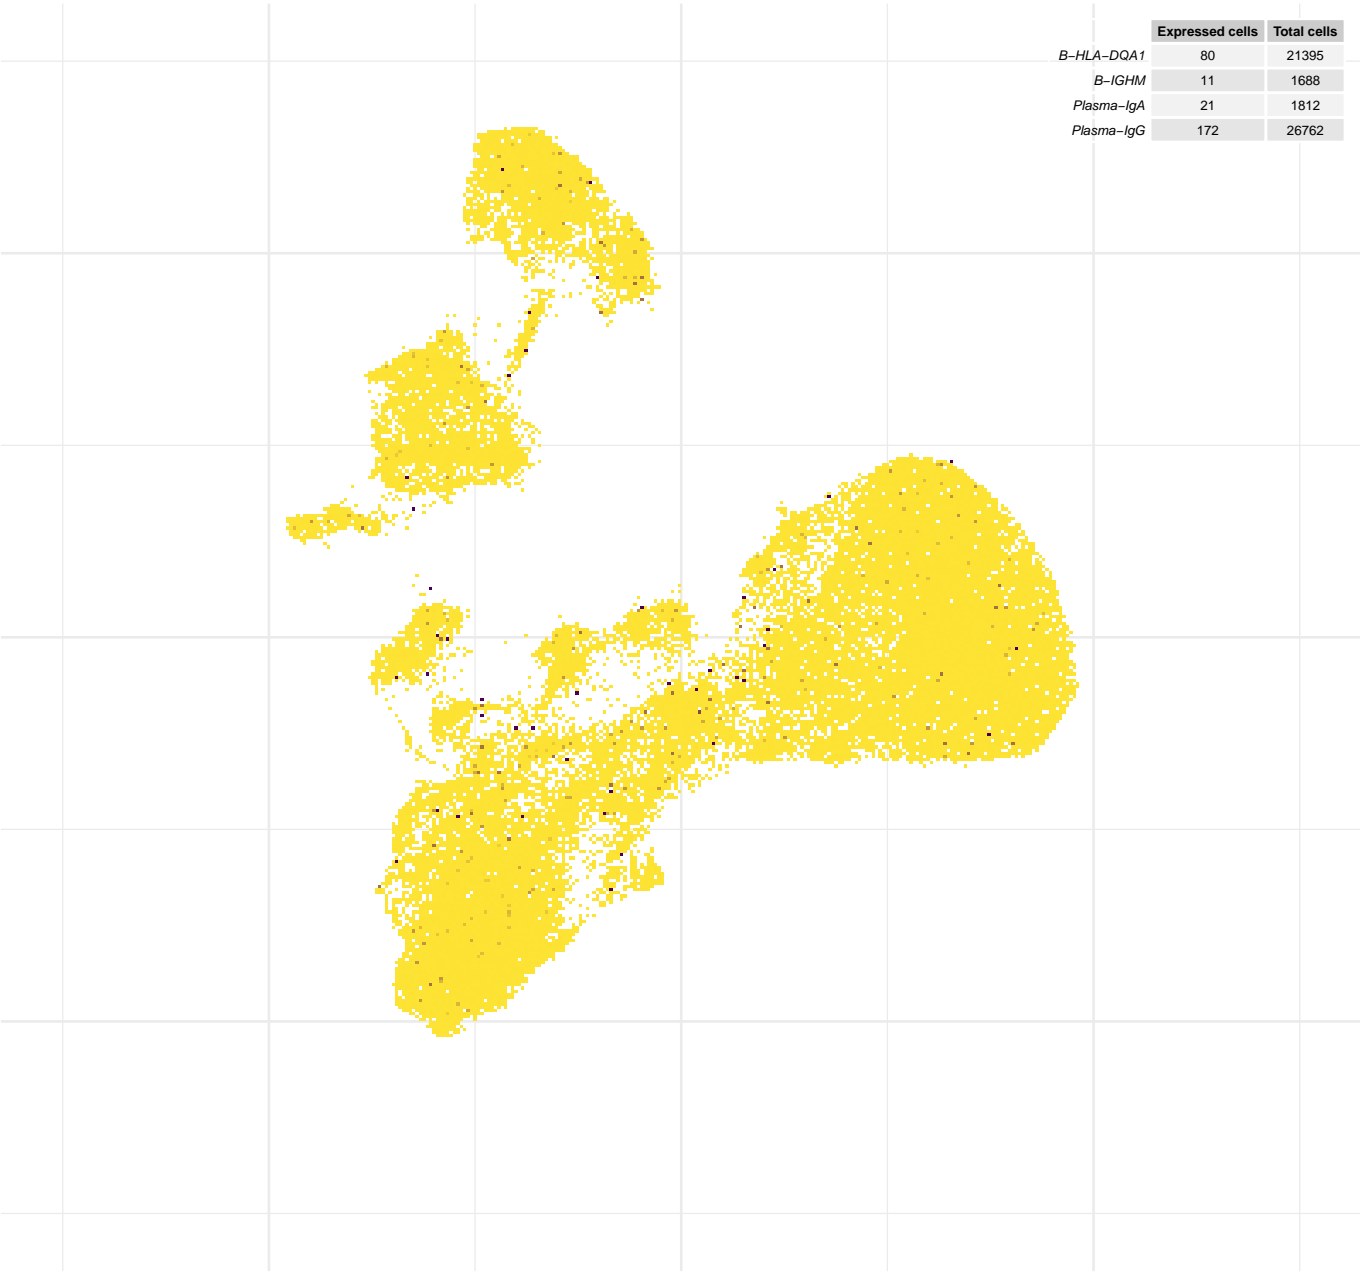 Expressed cells Total cells
B−HLA−DQA1 80 21395
B−IGHM 11 1688
Plasma−IgA 21 1812
Plasma−IgG 172 26762